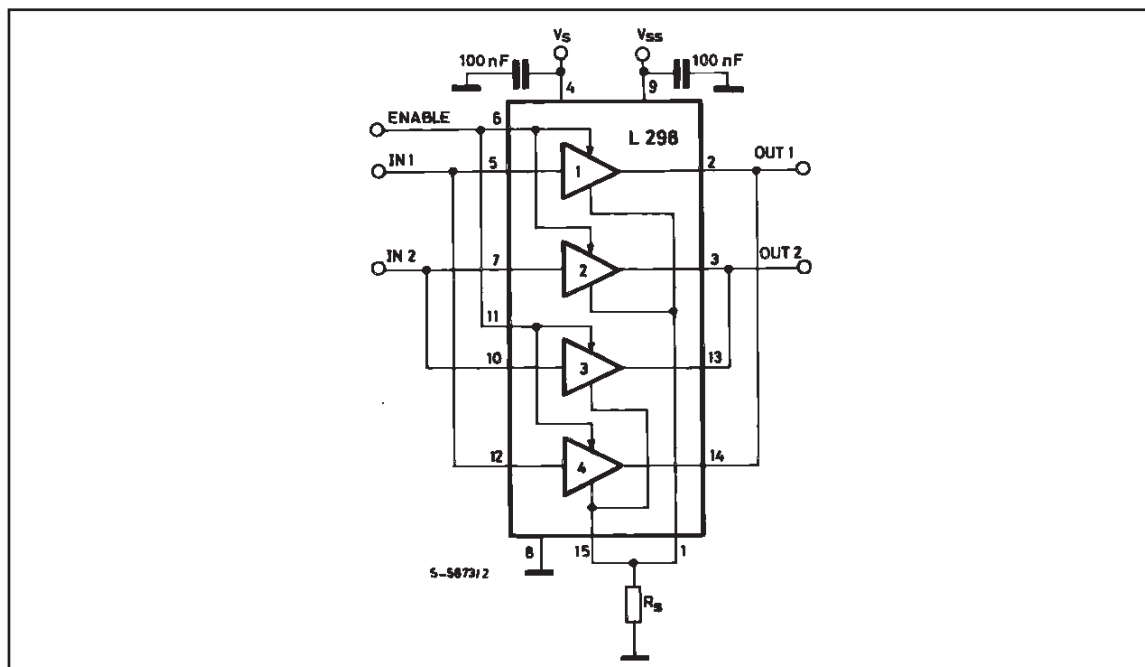 VS VSS
100 nF 100 nF
4 9
ENABLE 6
L 298
IN 1 5 1 2 OUT 1
IN 2 7 2 3 OUT 2
11
10 3 13
12 4 14
8 15 1
S-5873/2
RS